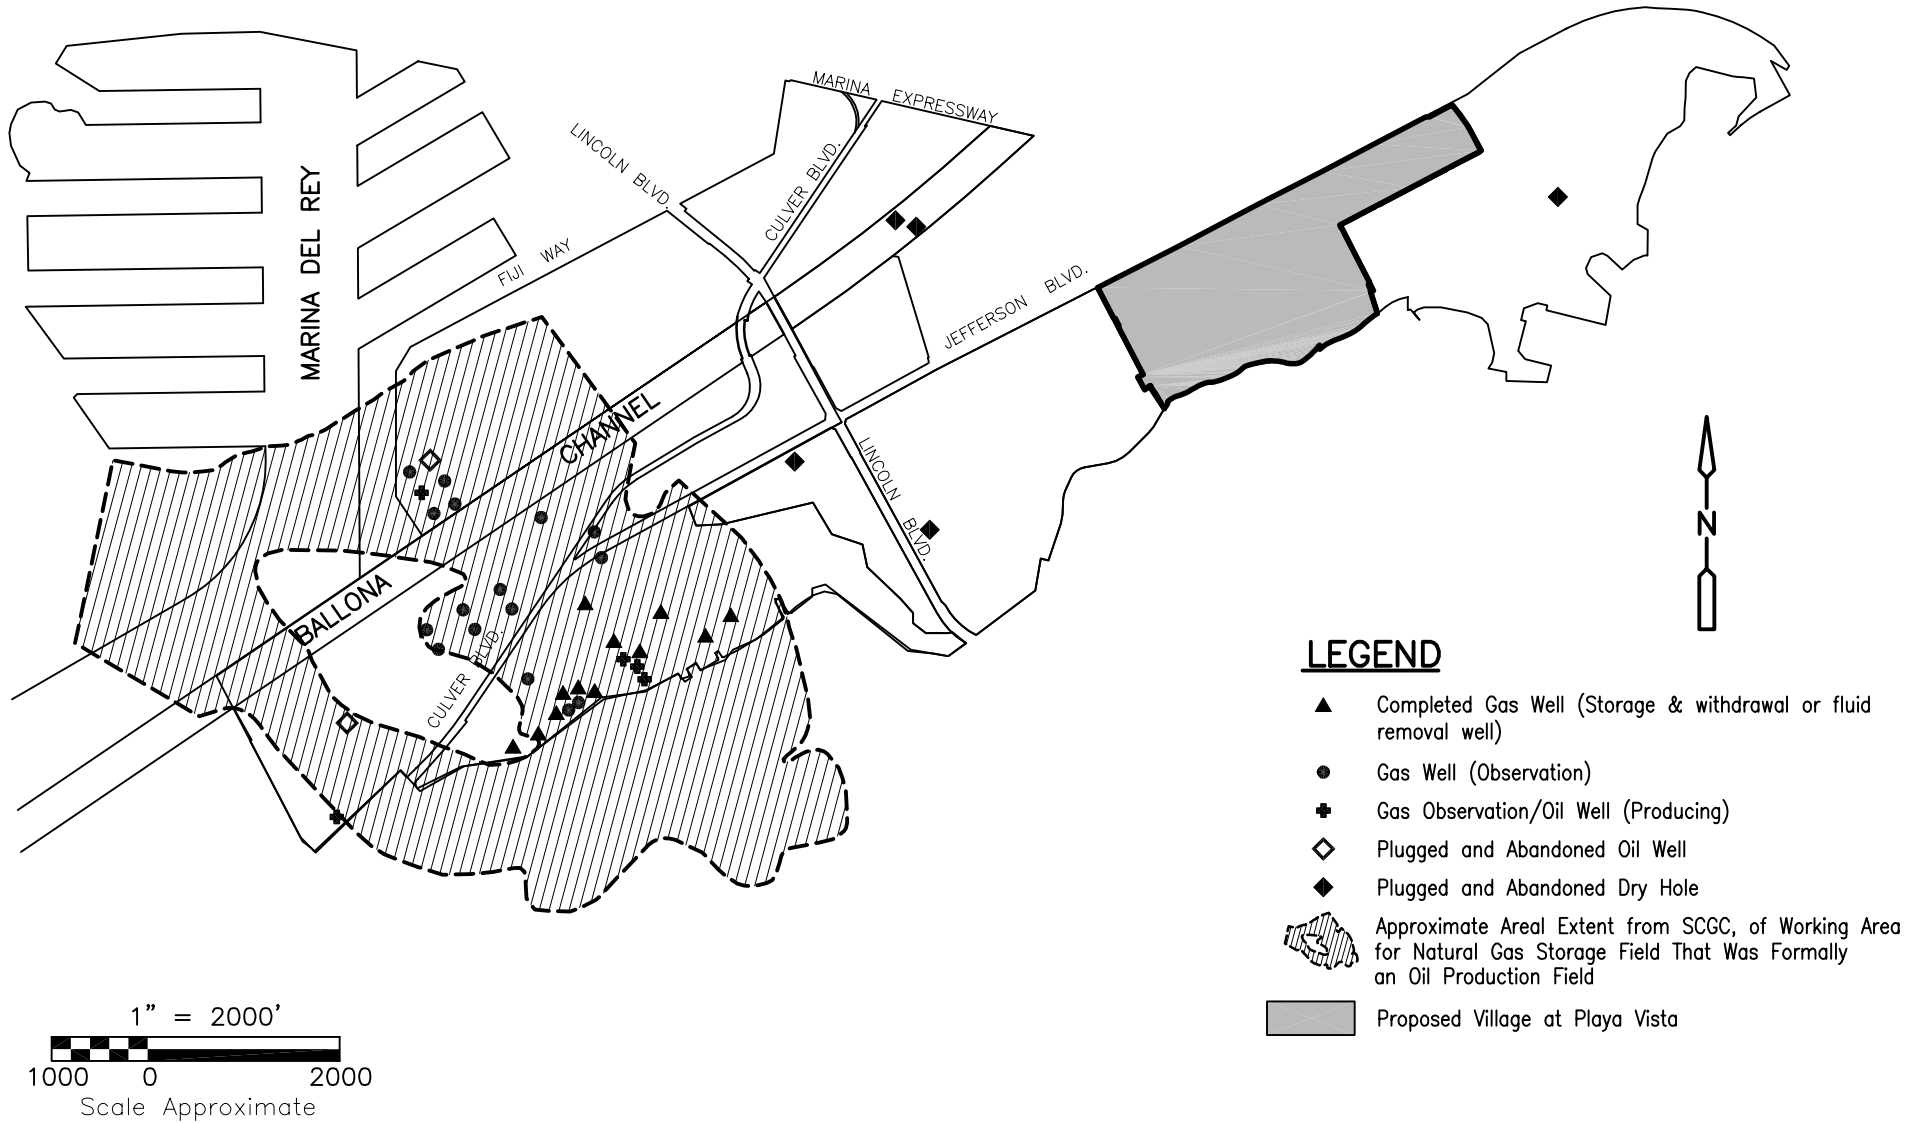 MARINA EXPRESSWAY
LINCOLN BLVD.
CULVER BLVD.
MARINA DEL REY
FIJI WAY
JEFFERSON BLVD.
CHANNEL
LINCOLN BLVD.
BALLONA
CULVER BLVD.
N
LEGEND
Completed Gas Well (Storage & withdrawal or fluid
removal well)
Gas Well (Observation)
Gas Observation/Oil Well (Producing)
Plugged and Abandoned Oil Well
Plugged and Abandoned Dry Hole
Approximate Areal Extent from SCGC, of Working Area
for Natural Gas Storage Field That Was Formally
an Oil Production Field
Proposed Village at Playa Vista
1" = 2000'
1000 0 2000
Scale Approximate